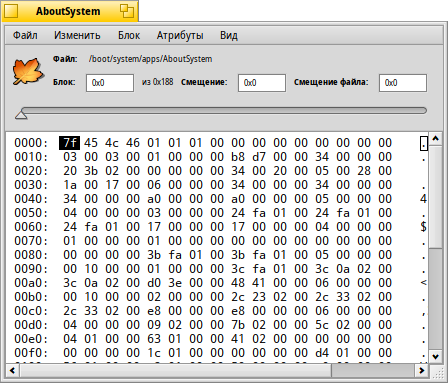 AboutSystem
Файл Изменить Блок Атрибуты Вид
Файл: /boot/system/apps/AboutSystem
Блок: 0x0 из 0x188 Смещение: 0x0 Смещение файла: 0x0
0000: 7f 45 4c 46 01 01 01 00 00 00 00 00 00 00 00 00 .
0010: 03 00 03 00 01 00 00 00 b8 d7 00 00 34 00 00 00 .
0020: 20 3b 02 00 00 00 00 00 34 00 20 00 05 00 28 00
0030: 1a 00 17 00 06 00 00 00 34 00 00 00 34 00 00 00 .
0040: 34 00 00 00 a0 00 00 00 a0 00 00 00 05 00 00 00 4
0050: 04 00 00 00 03 00 00 00 24 fa 01 00 24 fa 01 00 .
0060: 24 fa 01 00 17 00 00 00 17 00 00 00 04 00 00 00 $
0070: 01 00 00 00 01 00 00 00 00 00 00 00 00 00 00 00 .
0080: 00 00 00 00 3b fa 01 00 3b fa 01 00 05 00 00 00 .
0090: 00 10 00 00 01 00 00 00 3c fa 01 00 3c 0a 02 00 .
00a0: 3c 0a 02 00 d0 3e 00 00 48 41 00 00 06 00 00 00 <
00b0: 00 10 00 00 02 00 00 00 2c 23 02 00 2c 33 02 00 .
00c0: 2c 33 02 00 e8 00 00 00 e8 00 00 00 06 00 00 00 ,
00d0: 04 00 00 00 09 02 00 00 7b 02 00 00 5c 02 00 00 .
00e0: 04 01 00 00 63 01 00 00 41 02 00 00 00 00 00 00 .
00f0: 00 00 00 00 1c 01 00 00 00 00 00 00 d4 01 00 00 .